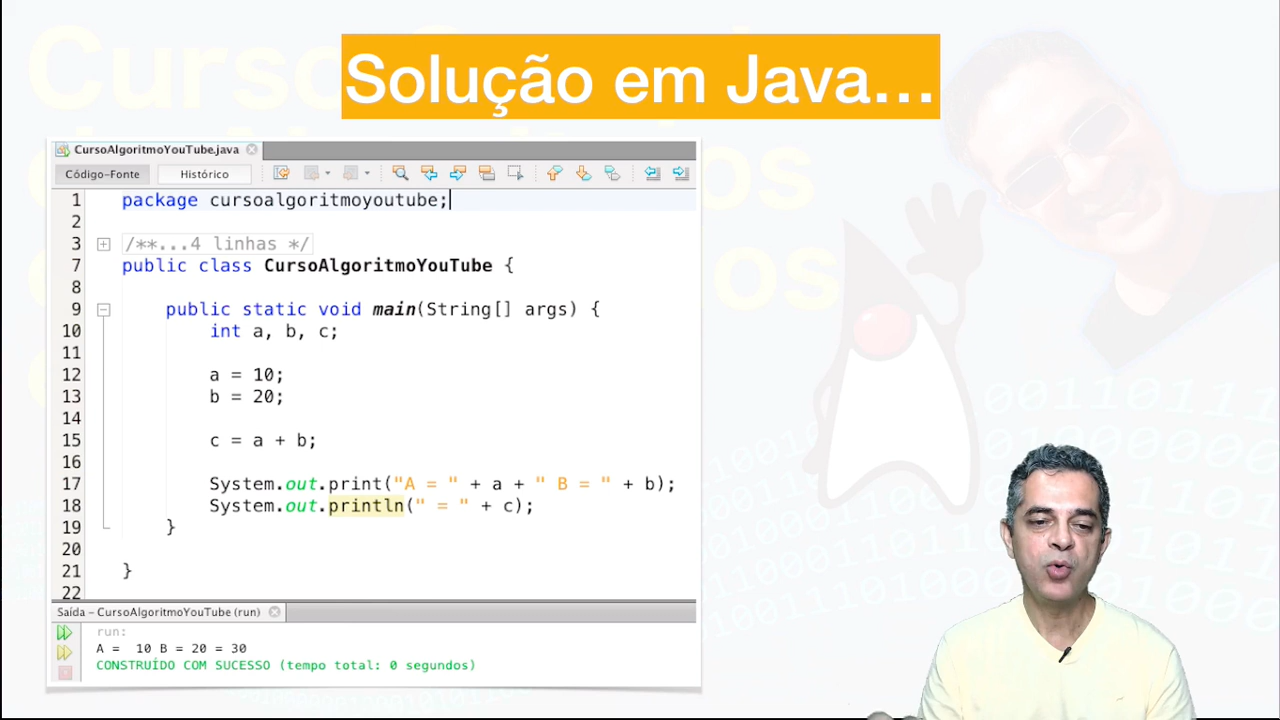 Solução em Java...
CursoAlgoritmoYouTube.java
Código-Fonte Histórico
1 package cursoalgoritmoyoutube;
2
3 /**...4 linhas */
7 public class CursoAlgoritmoYouTube {
8
9 public static void main(String[] args) {
10 int a, b, c;
11
12 a = 10;
13 b = 20;
14
15 c = a + b;
16
17 System.out.print("A = " + a + " B = " + b);
18 System.out.println(" = " + c);
19 }
20
21 }
22
Saída – CursoAlgoritmoYouTube (run)
run:
A =  10 B = 20 = 30
CONSTRUÍDO COM SUCESSO (tempo total: 0 segundos)